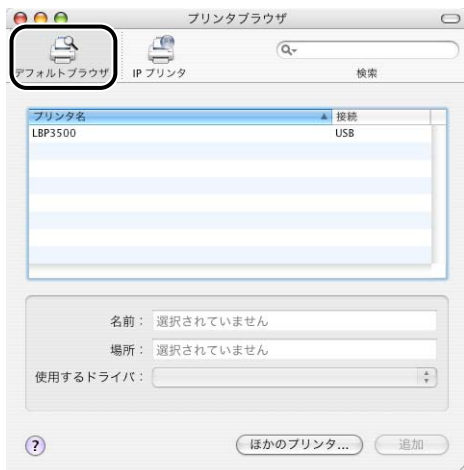 プリンタブラウザ
デフォルトブラウザ IP プリンタ 検索
プリンタ名 接続
LBP3500 USB
名前： 選択されていません
場所： 選択されていません
使用するドライバ：
? ほかのプリンタ... 追加